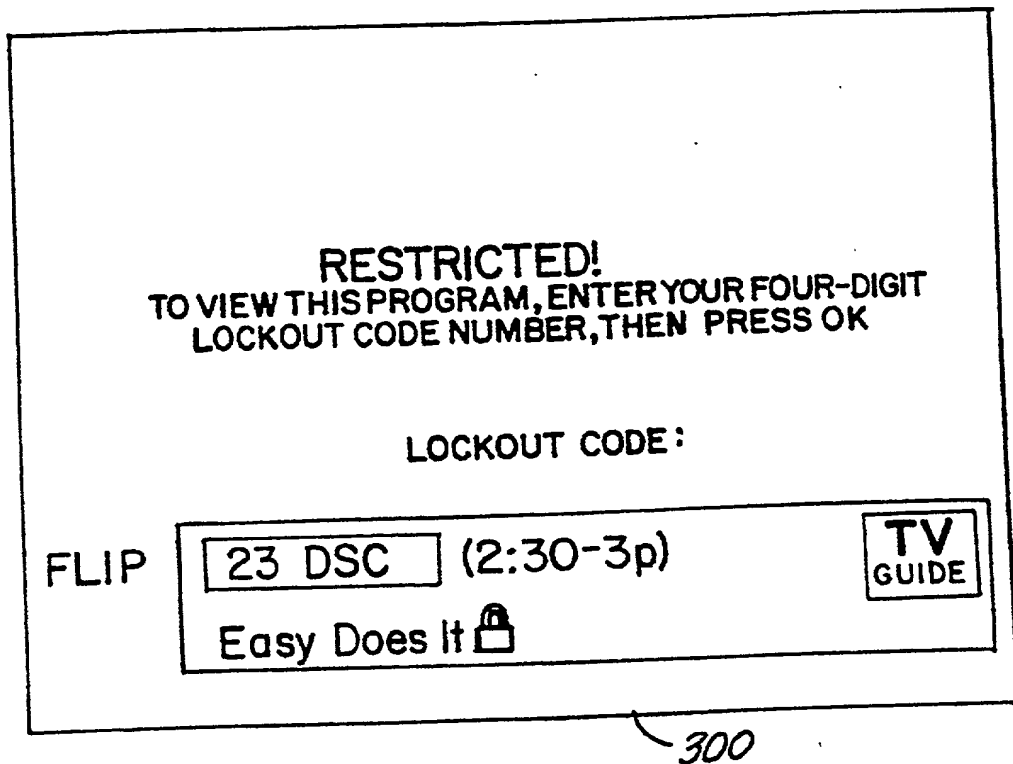 RESTRICTED!
TO VIEW THIS PROGRAM, ENTER YOUR FOUR-DIGIT
LOCKOUT CODE NUMBER, THEN PRESS OK
LOCKOUT CODE:
FLIP
23 DSC (2:30-3p)
TV
GUIDE
Easy Does It
300